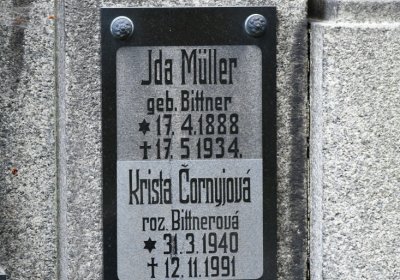 Jda Müller
geb. Bittner
✶ 17.4.1888
✝ 17.5 1934.
Krista Čornyjová
roz. Bittnerová
✶ 31.3.1940
✝ 12.11.1991